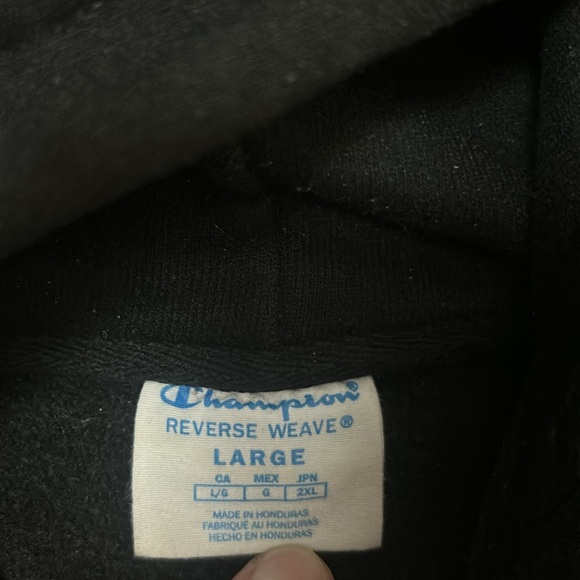 Champion
REVERSE WEAVE®
LARGE
CA MEX JPN
L/G G 2XL
MADE IN HONDURAS
FABRIQUÉ AU HONDURAS
HECHO EN HONDURAS